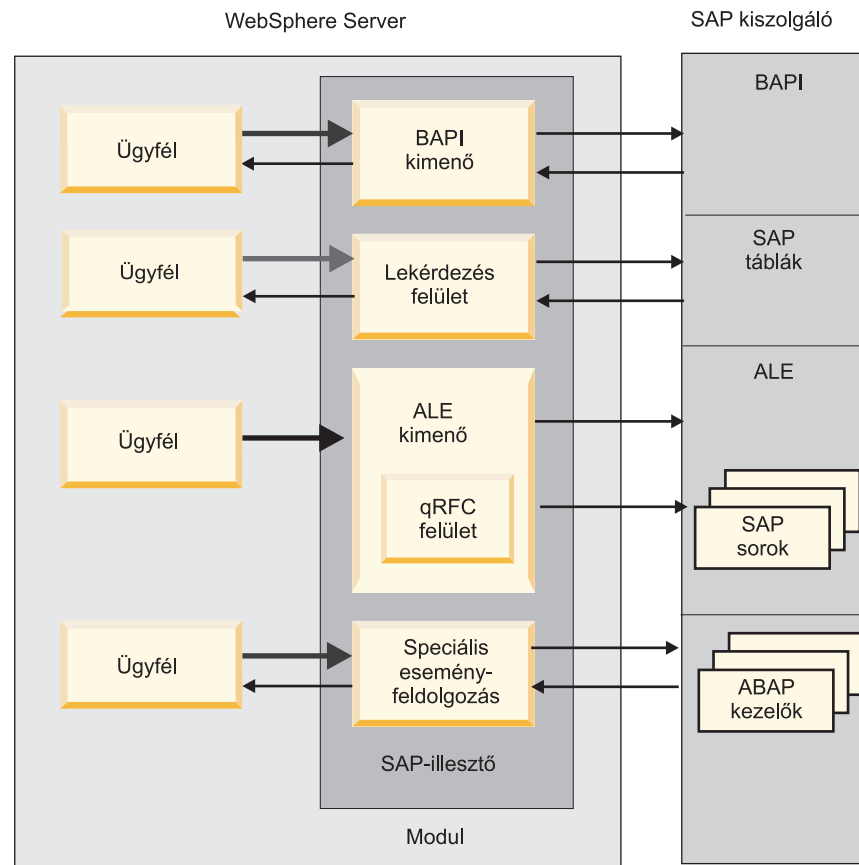 WebSphere Server
SAP kiszolgáló
Ügyfél
BAPI
kimenő
BAPI
Ügyfél
Lekérdezés
felület
SAP
táblák
Ügyfél
ALE
kimenő
qRFC
felület
ALE
SAP
sorok
Ügyfél
Speciális
esemény-
feldolgozás
ABAP
kezelők
SAP-illesztő
Modul